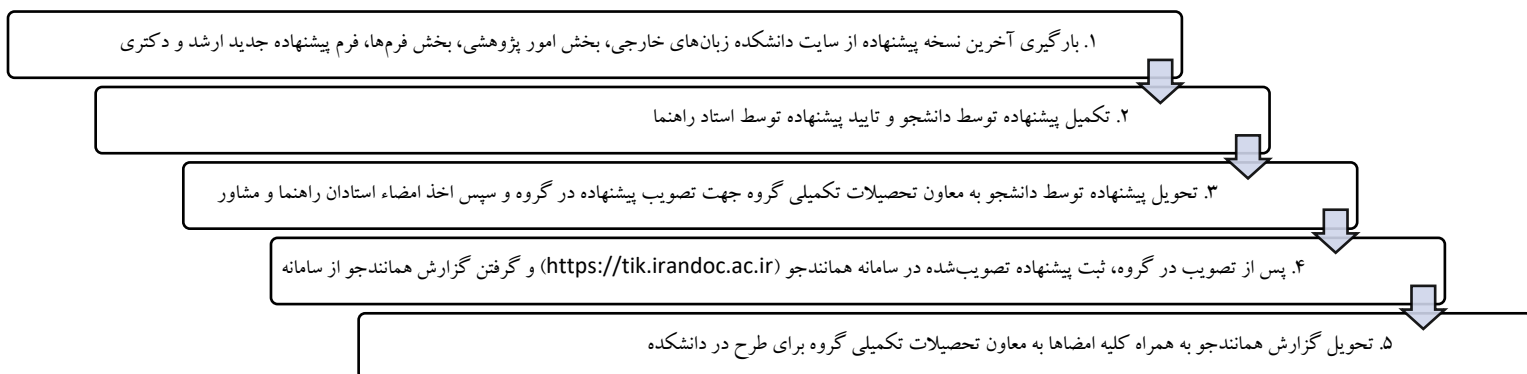 ۱. بارگیری آخرین نسخه پیشنهاده از سایت دانشکده زبان‌های خارجی، بخش امور پژوهشی، بخش فرم‌ها، فرم پیشنهاده جدید ارشد و دکتری
۲. تکمیل پیشنهاده توسط دانشجو و تایید پیشنهاده توسط استاد راهنما
۳. تحویل پیشنهاده توسط دانشجو به معاون تحصیلات تکمیلی گروه جهت تصویب پیشنهاده در گروه و سپس اخذ امضاء استادان راهنما و مشاور
۴. پس از تصویب در گروه، ثبت پیشنهاده تصویب‌شده در سامانه همانندجو (https://tik.irandoc.ac.ir) و گرفتن گزارش همانندجو از سامانه
۵. تحویل گزارش همانندجو به همراه کلیه امضاها به معاون تحصیلات تکمیلی گروه برای طرح در دانشکده